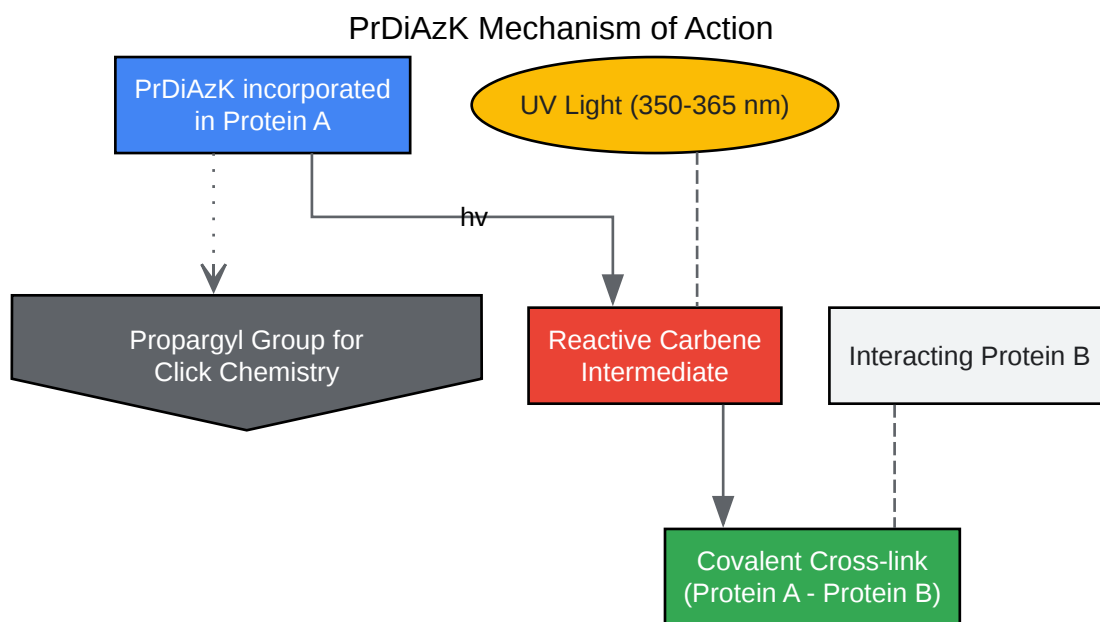 PrDiAzK Mechanism of Action
PrDiAzK incorporated
in Protein A
UV Light (350-365 nm)
hv
Propargyl Group for
Click Chemistry
Reactive Carbene
Intermediate
Interacting Protein B
Covalent Cross-link
(Protein A - Protein B)